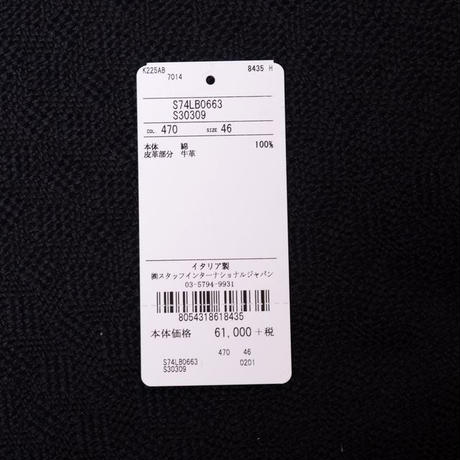 K225AB 8435 H
7014
S74LB0663
S30309
COL 470 SIZE 46
本体 綿 100%
皮革部分 牛革
イタリア製
㈱スタッフインターナショナルジャパン
03-5794-9931
8054318618435
本体価格 61,000 +税
470 46
S74LB0663 0201
S30309